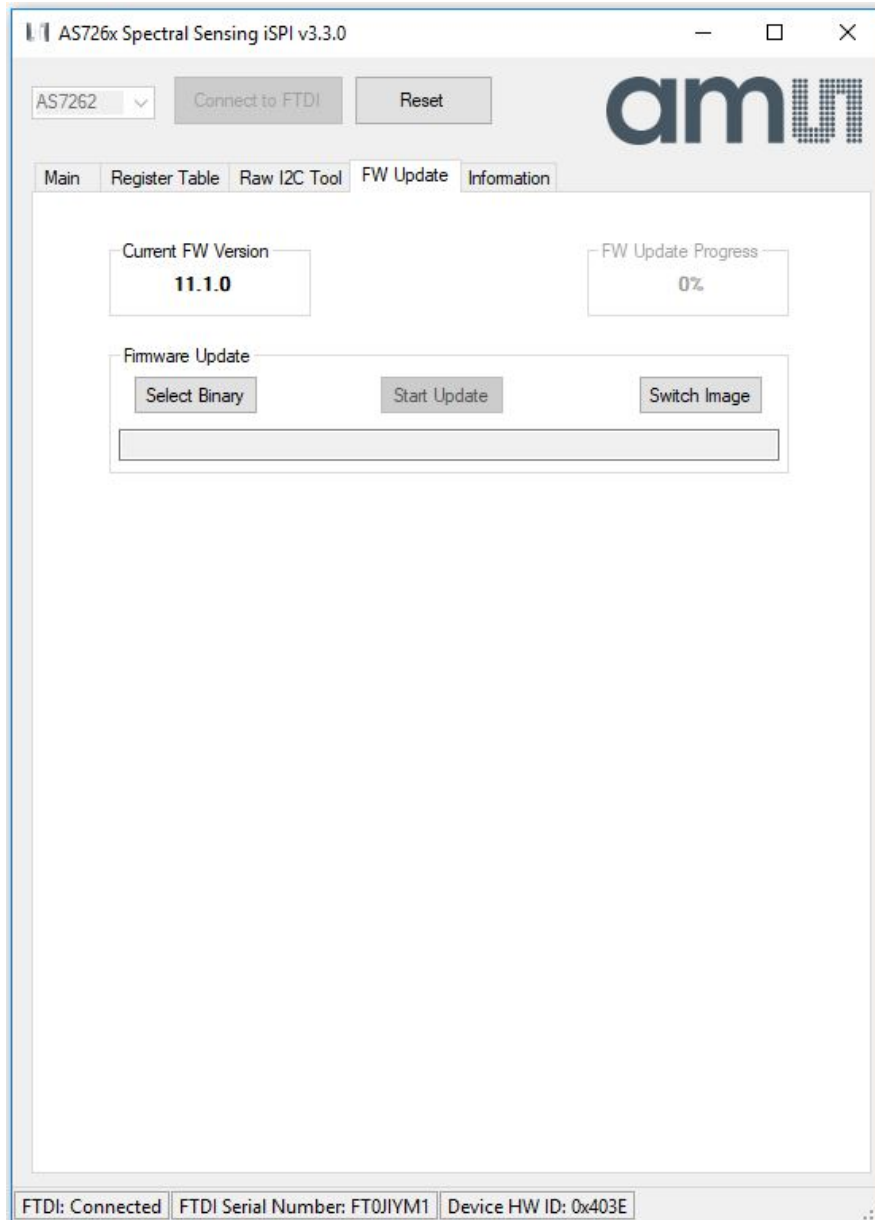 AS726x Spectral Sensing iSPI v3.3.0
AS7262 Connect to FTDI Reset
am
Main Register Table Raw I2C Tool FW Update Information
Current FW Version FW Update Progress
11.1.0 0%
Firmware Update
Select Binary Start Update Switch Image
FTDI: Connected FTDI Serial Number: FT0JIYM1 Device HW ID: 0x403E